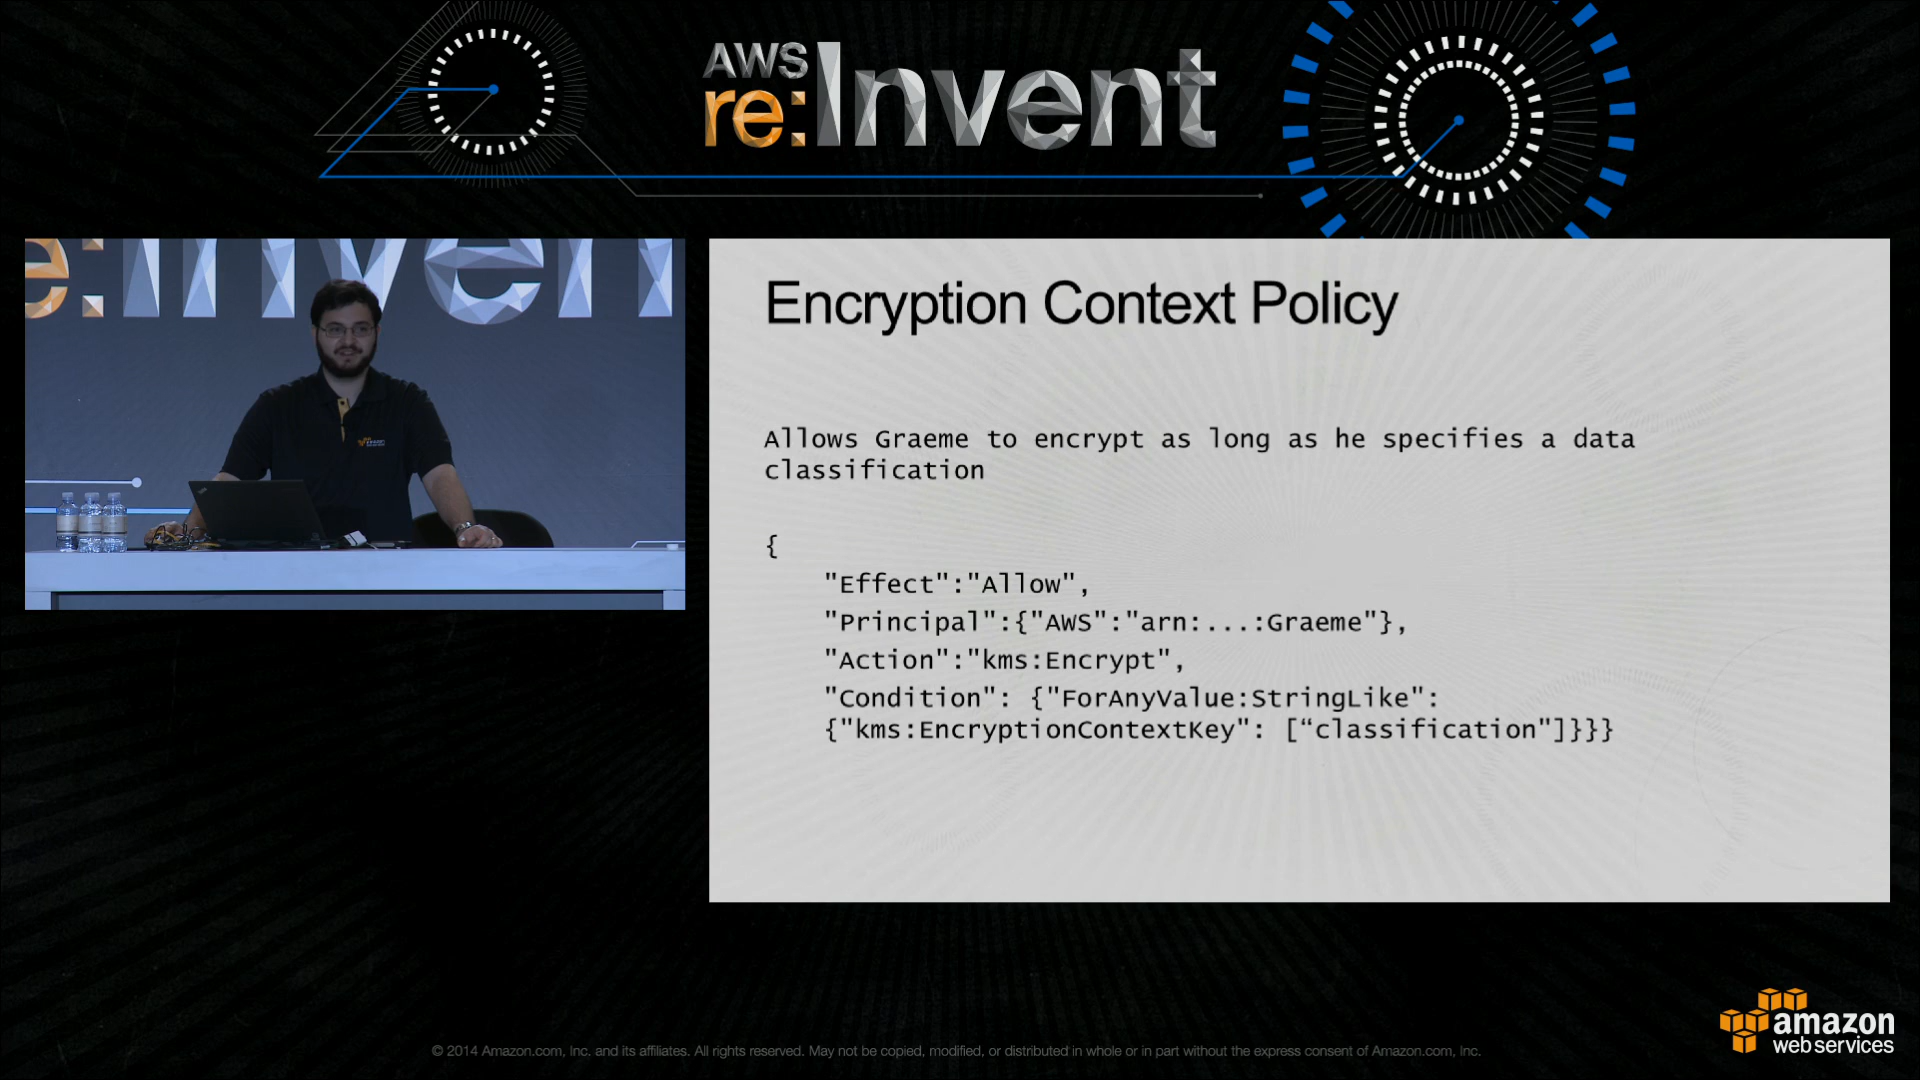 AWS
re:Invent
e:Inven
Encryption Context Policy
Allows Graeme to encrypt as long as he specifies a data
classification
{
"Effect":"Allow",
"Principal":{"AWS":"arn:...:Graeme"},
"Action":"kms:Encrypt",
"Condition": {"ForAnyValue:StringLike":
{"kms:EncryptionContextKey": [“classification"]}}}
amazon
web services
© 2014 Amazon.com, Inc. and its affiliates. All rights reserved. May not be copied, modified, or distributed in whole or in part without the express consent of Amazon.com, Inc.